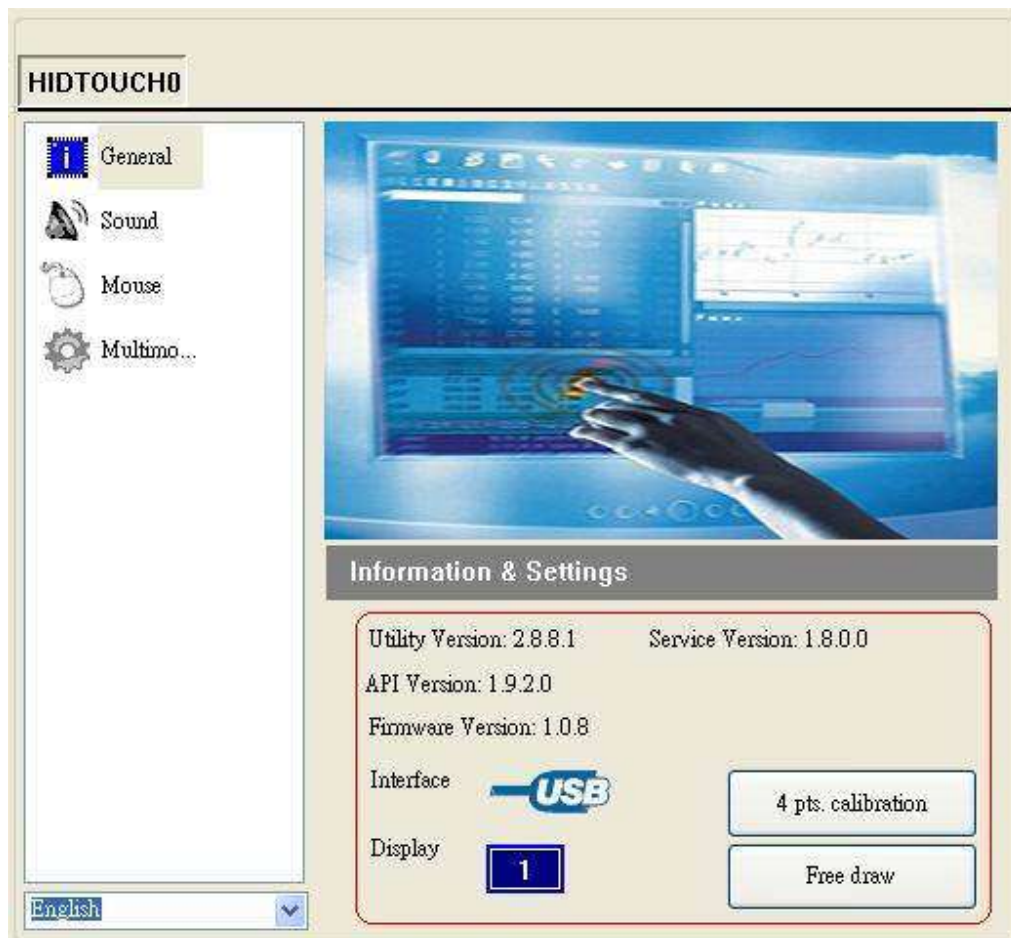 HIDTOUCH0
General
Sound
Mouse
Multimo...
English
Information & Settings
Utility Version: 2.8.8.1 Service Version: 1.8.0.0
API Version: 1.9.2.0
Firmware Version: 1.0.8
Interface USB
4 pts. calibration
Display 1
Free draw